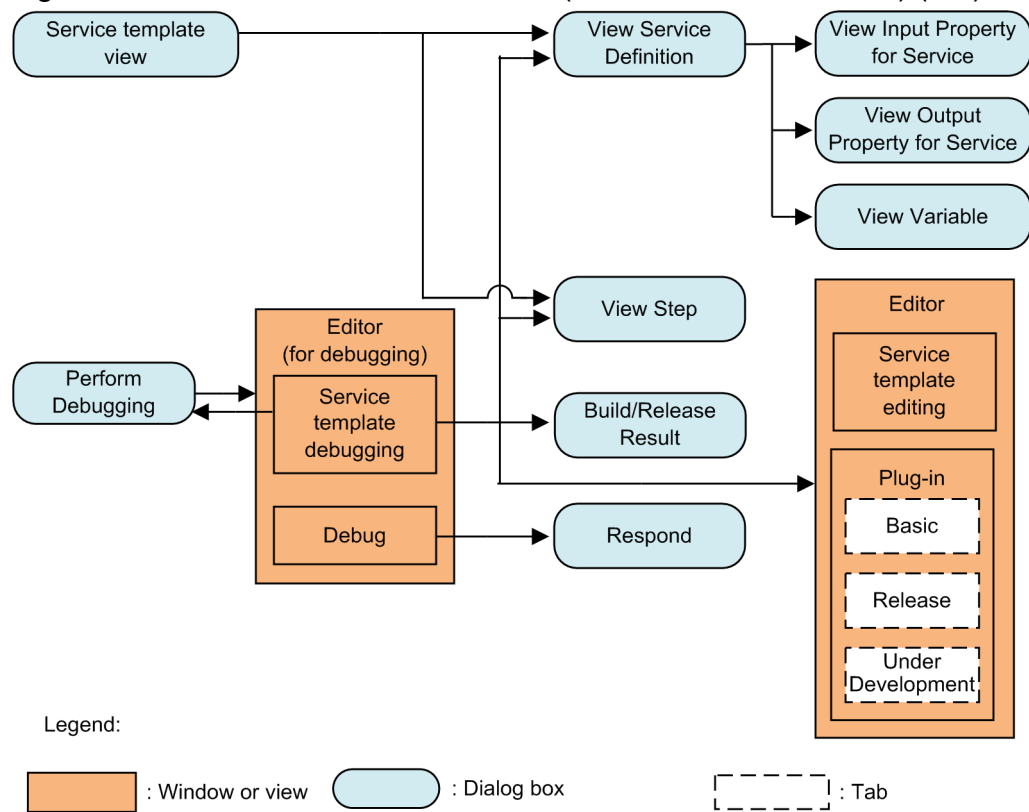 Service template
view
View Service
Definition
View Input Property
for Service
View Output
Property for Service
View Variable
View Step
Editor
(for debugging)
Service
template
debugging
Debug
Perform
Debugging
Build/Release
Result
Respond
Editor
Service
template
editing
Plug-in
Basic
Release
Under
Development
Legend:
: Window or view
: Dialog box
: Tab